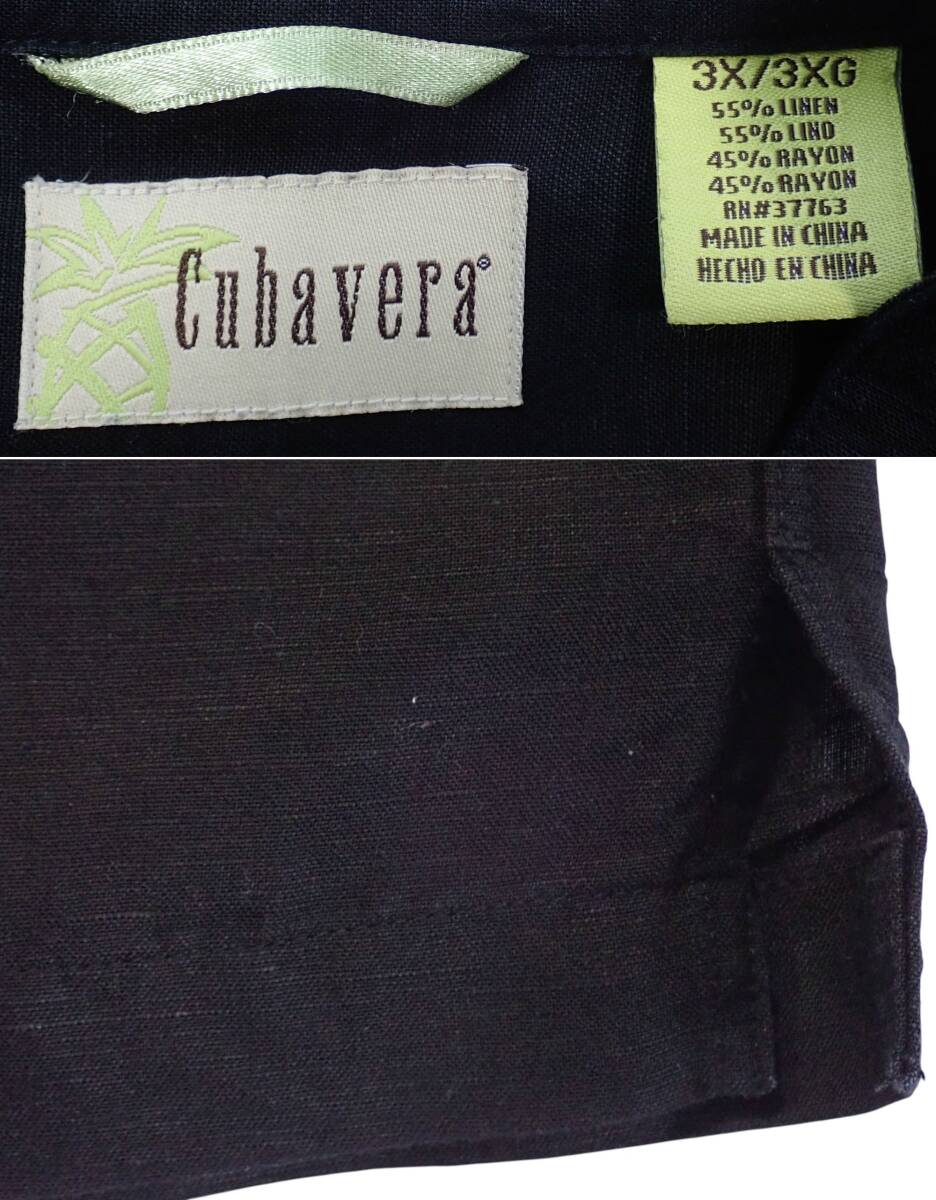 Cubavera®
3X/3XG
55% LINEN
55% LINO
45% RAYON
45% RAYON
RN#37763
MADE IN CHINA
HECHO EN CHINA